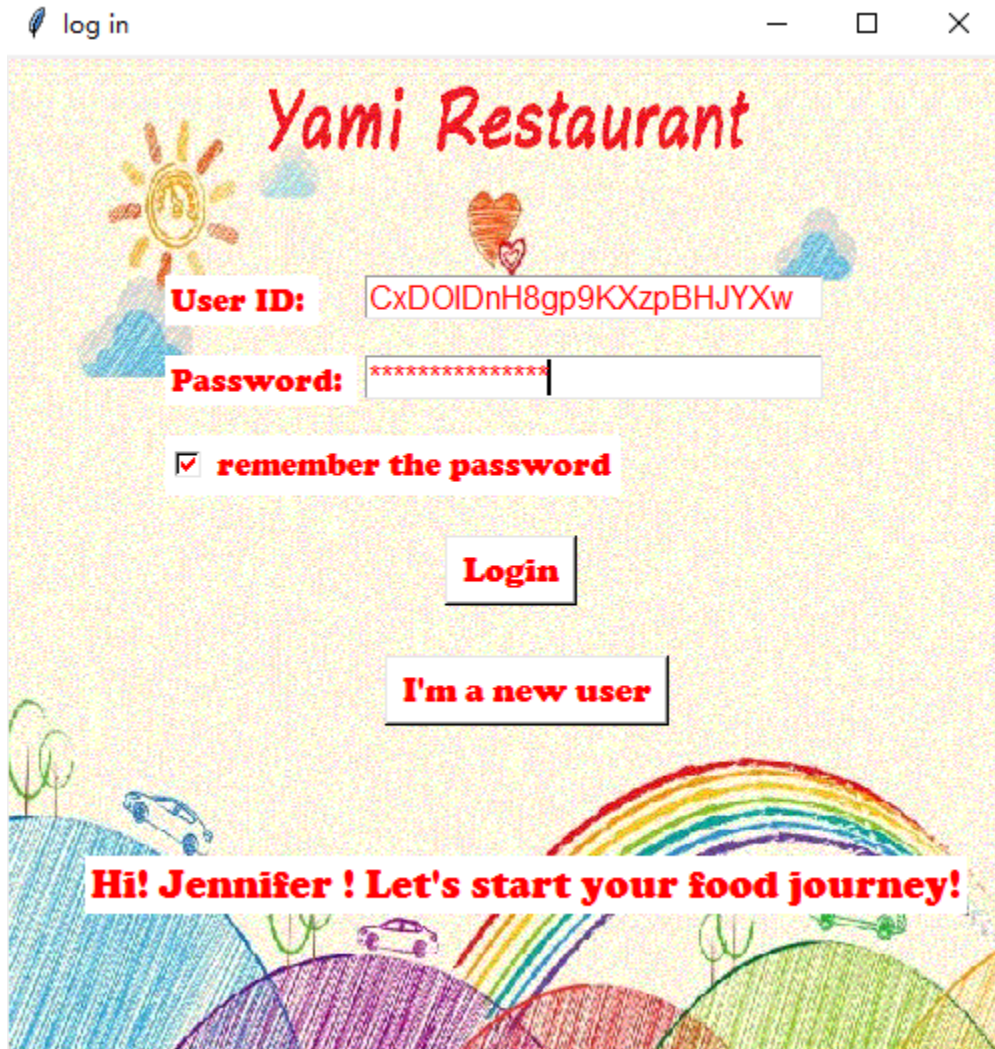 log in
Yami Restaurant
User ID: CxDOlDnH8gp9KXzpBHJYXw
Password: ***************
remember the password
Login
I'm a new user
Hi! Jennifer ! Let's start your food journey!